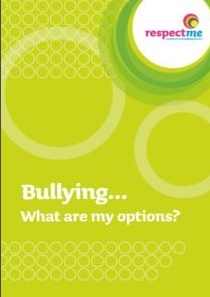 respectme
Bullying...
What are my options?